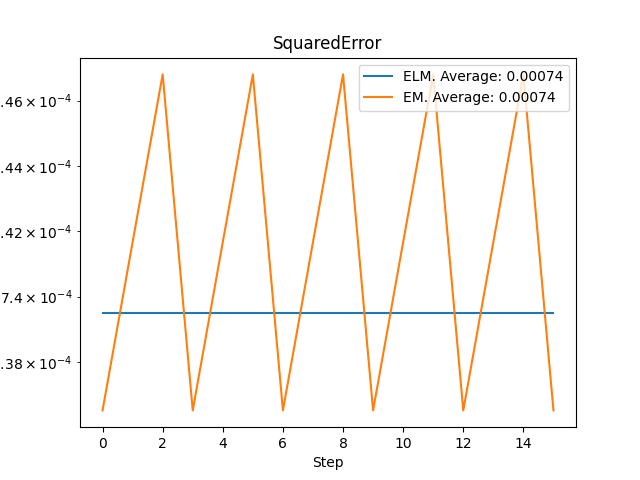 SquaredError
ELM. Average: 0.00074
EM. Average: 0.00074
.46 × 10⁻⁴
.44 × 10⁻⁴
.42 × 10⁻⁴
7.4 × 10⁻⁴
.38 × 10⁻⁴
0 2 4 6 8 10 12 14
Step